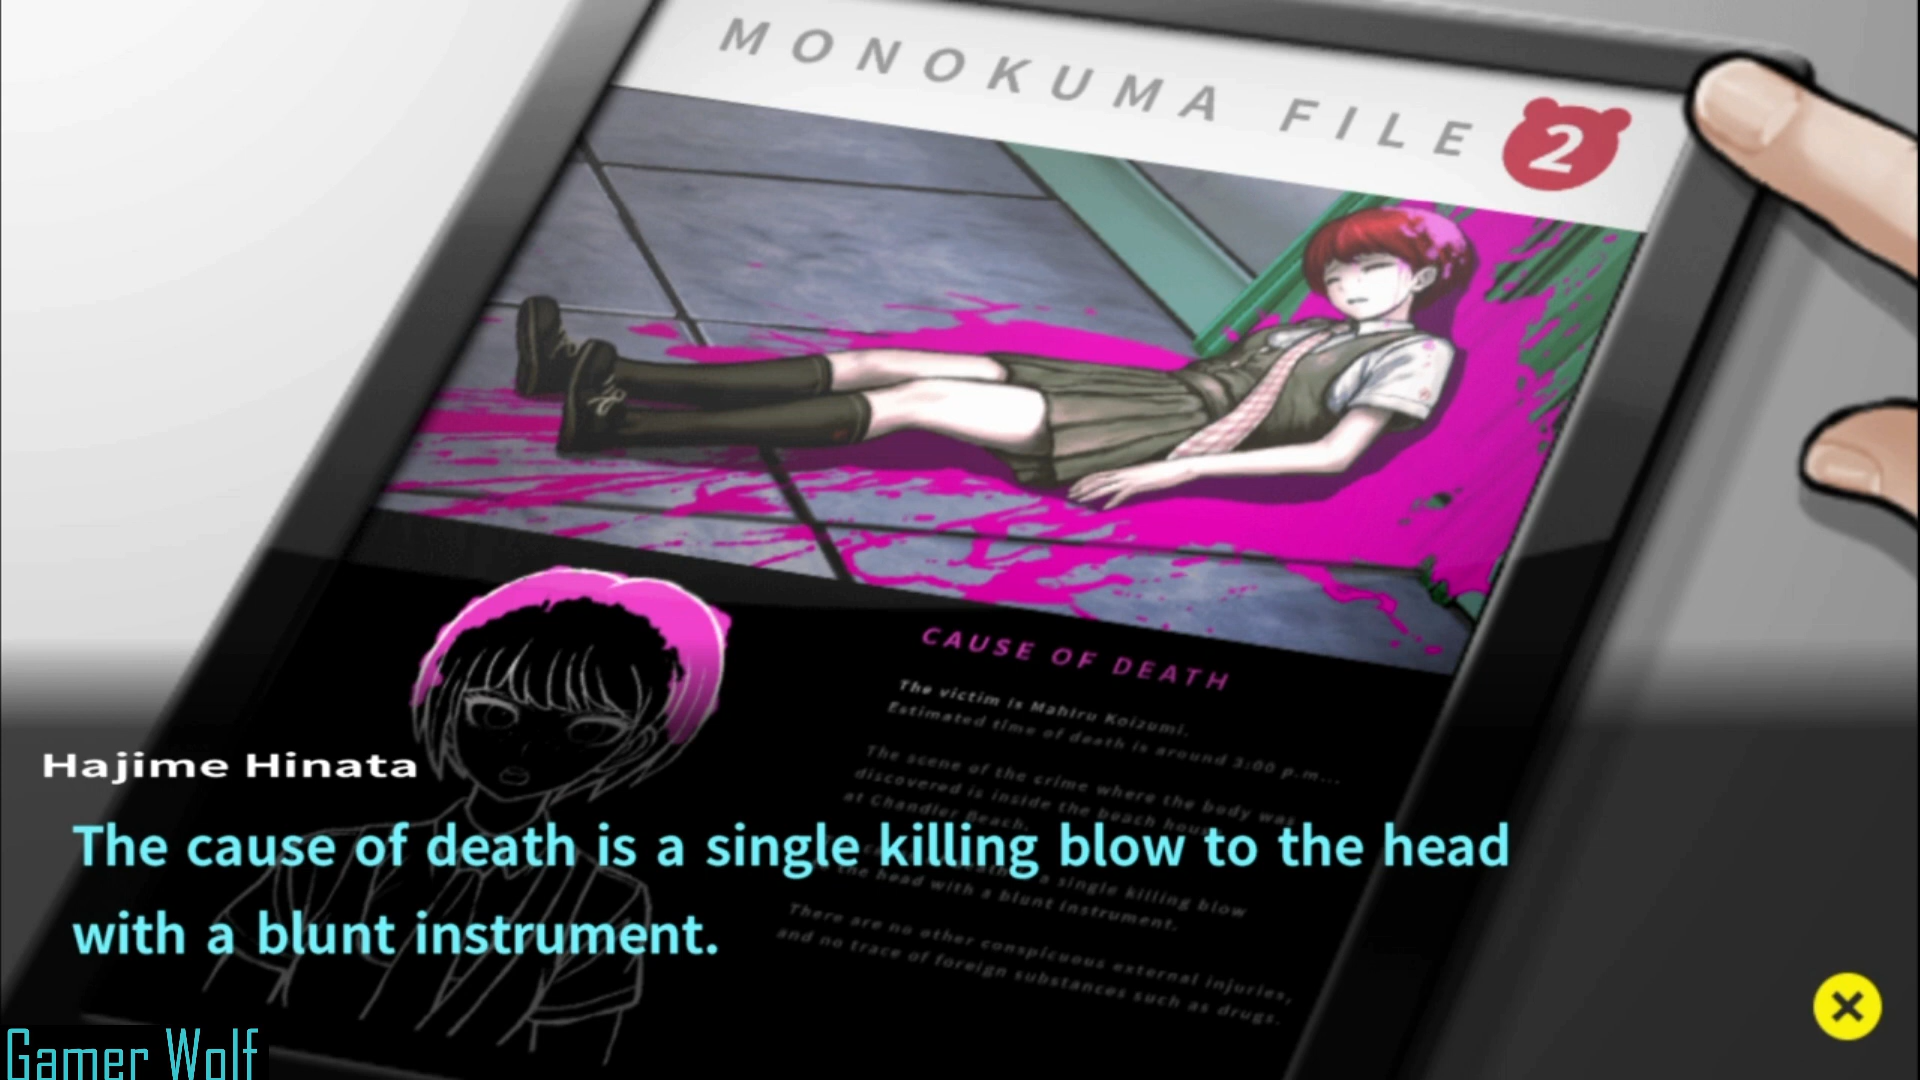 MONOKUMA FILE 2
CAUSE OF DEATH
The victim is Mahiru Koizumi.
Estimated time of death is around 3:00 p.m...
The scene of the crime where the body was
discovered is inside the beach house
at Chandler Beach.
a single killing blow
the head with a blunt instrument.
There are no other conspicuous external injuries,
and no trace of foreign substances such as drugs.
Hajime Hinata
The cause of death is a single killing blow to the head
with a blunt instrument.
Gamer Wolf